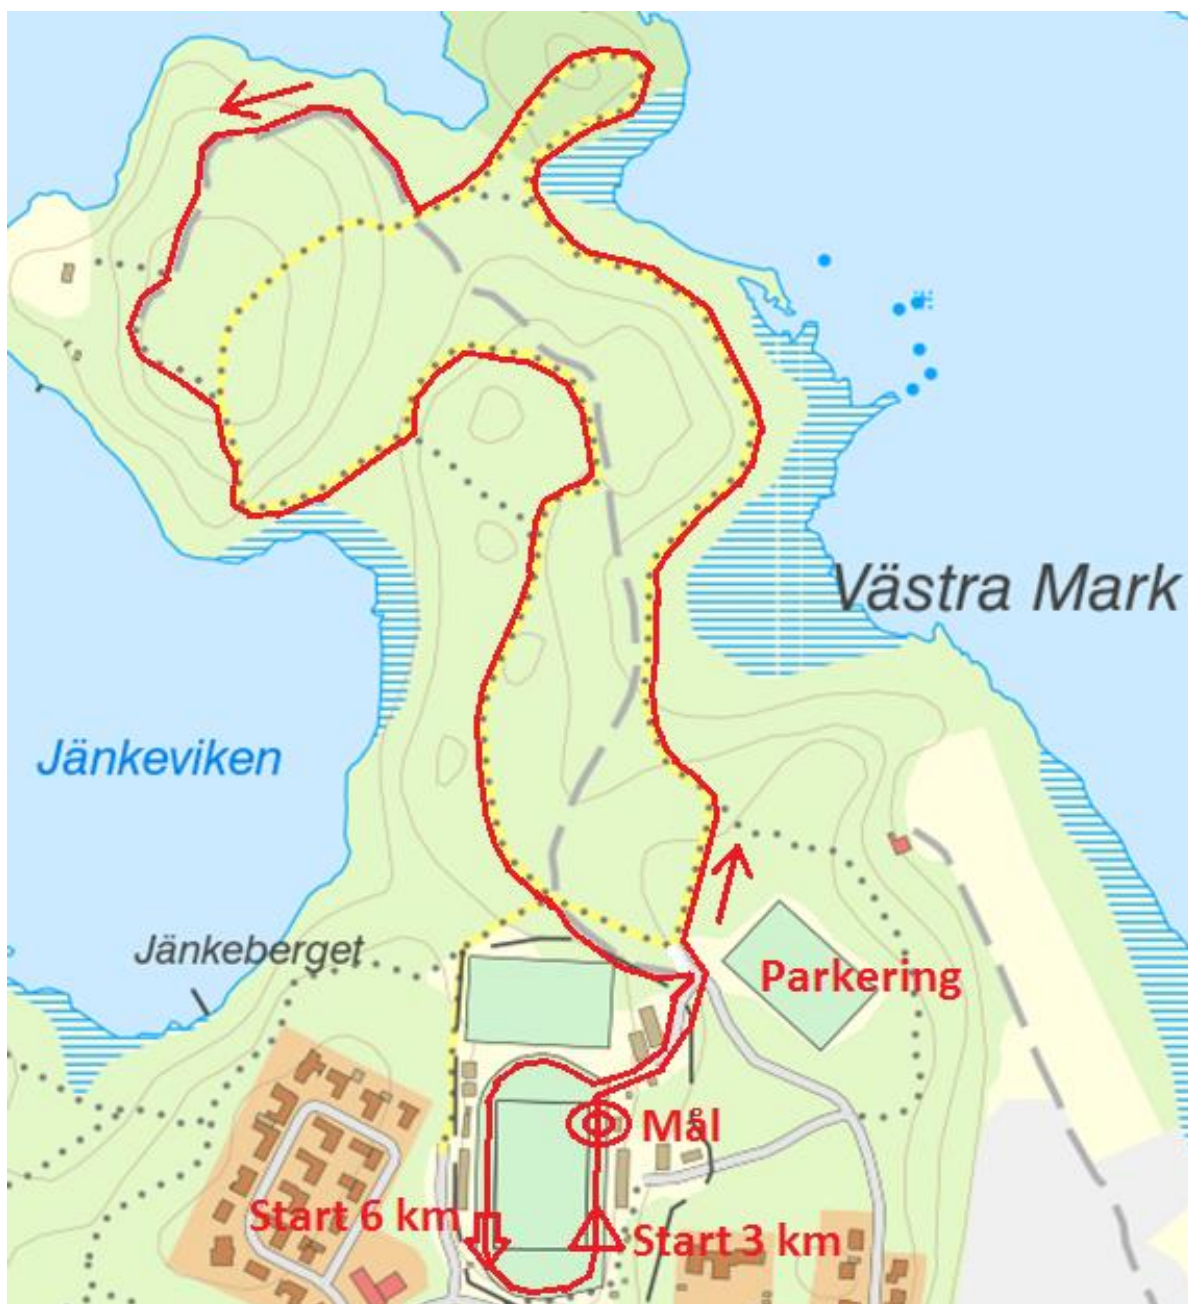 Västra Mark
Jänkeviken
Jänkeberget
Parkering
Mål
Start 6 km
Start 3 km